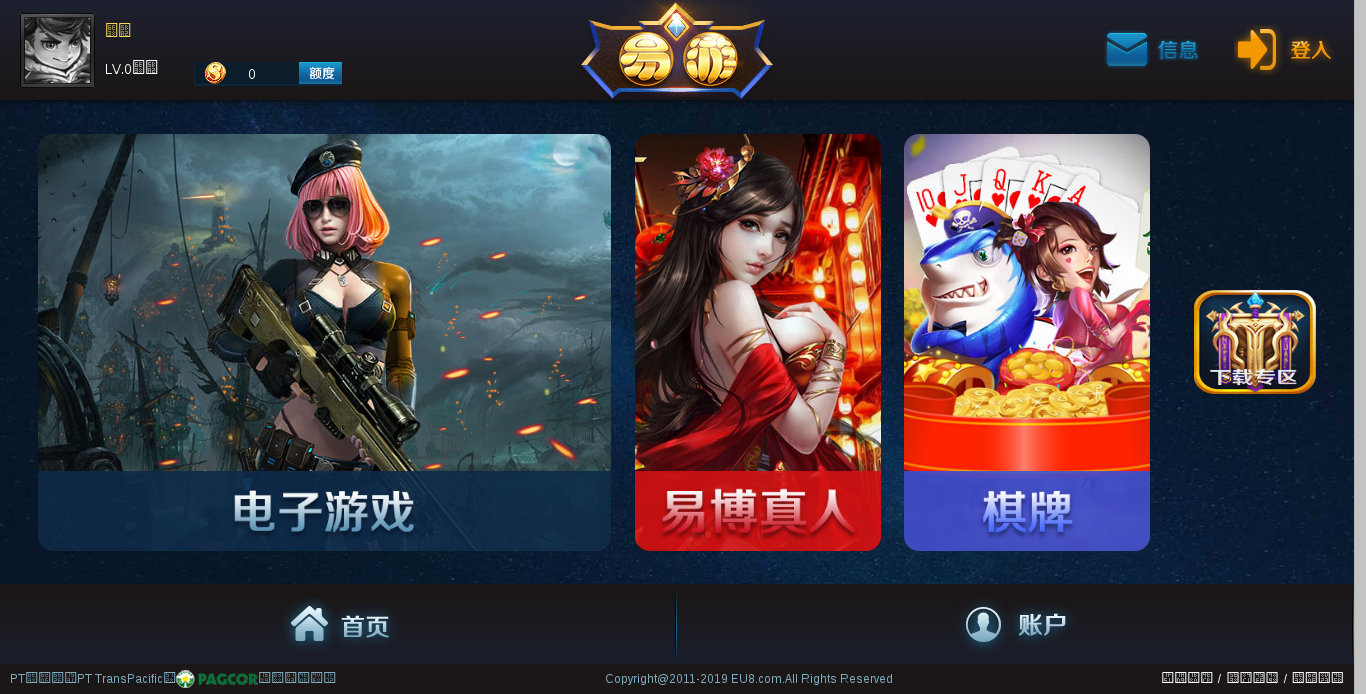 LV.0
0
额度
易游
信息
登入
10 J Q K A
下载专区
电子游戏
易博真人
棋牌
首页
账户
PT PT TransPacific PAGCOR
Copyright@2011-2019 EU8.com.All Rights Reserved
/ /